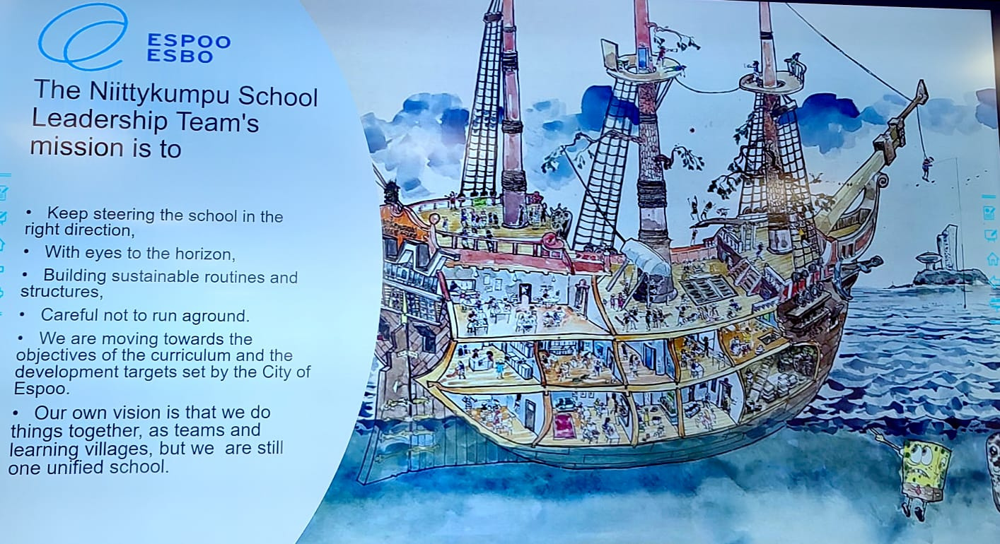 ESPOO
ESBO
The Niittykumpu School
Leadership Team's
mission is to
• Keep steering the school in the
right direction,
• With eyes to the horizon,
• Building sustainable routines and
structures,
• Careful not to run aground.
• We are moving towards the
objectives of the curriculum and the
development targets set by the City of
Espoo.
• Our own vision is that we do
things together, as teams and
learning villages, but we are still
one unified school.